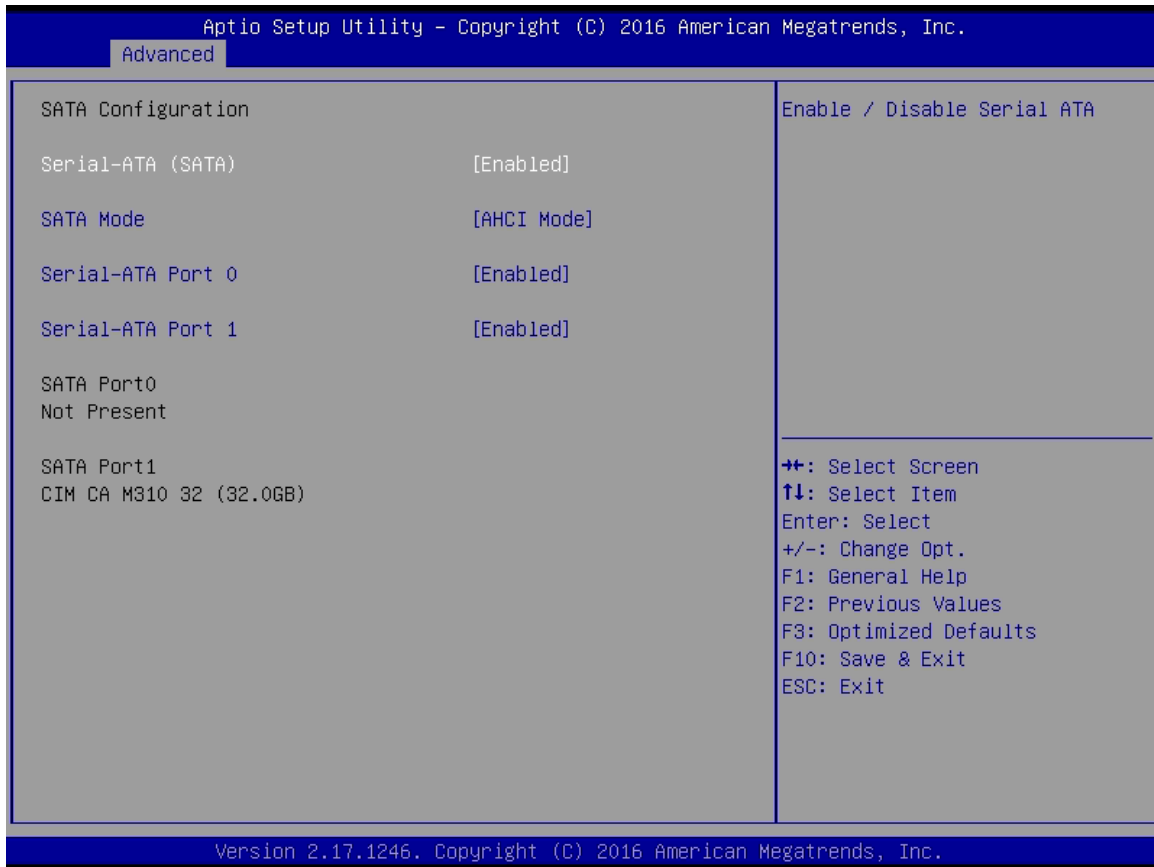 Aptio Setup Utility – Copyright (C) 2016 American Megatrends, Inc.
Advanced
SATA Configuration
Serial-ATA (SATA) [Enabled]
SATA Mode [AHCI Mode]
Serial-ATA Port 0 [Enabled]
Serial-ATA Port 1 [Enabled]
SATA Port0
Not Present
SATA Port1
CIM CA M310 32 (32.0GB)
Enable / Disable Serial ATA
→←: Select Screen
↑↓: Select Item
Enter: Select
+/-: Change Opt.
F1: General Help
F2: Previous Values
F3: Optimized Defaults
F10: Save & Exit
ESC: Exit
Version 2.17.1246. Copyright (C) 2016 American Megatrends, Inc.